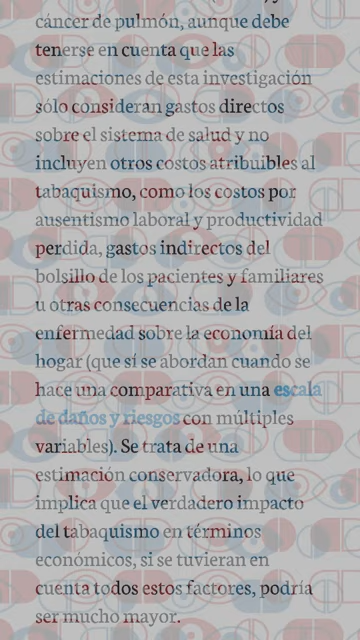 cáncer de pulmón, aunque debe
tenerse en cuenta que las
estimaciones de esta investigación
sólo consideran gastos directos
sobre el sistema de salud y no
incluyen otros costos atribuibles al
tabaquismo, como los costos por
ausentismo laboral y productividad
perdida, gastos indirectos del
bolsillo de los pacientes y familiares
u otras consecuencias de la
enfermedad sobre la economía del
hogar (que sí se abordan cuando se
hace una comparativa en una escala
de daños y riesgos con múltiples
variables). Se trata de una
estimación conservadora, lo que
implica que el verdadero impacto
del tabaquismo en términos
económicos, si se tuvieran en
cuenta todos estos factores, podría
ser mucho mayor.